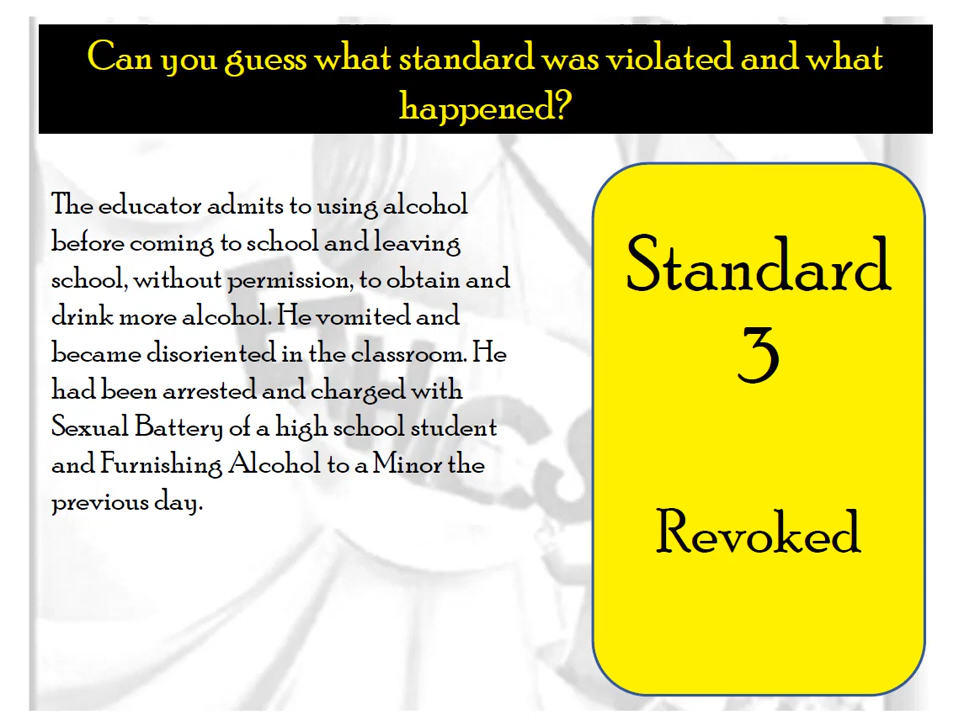 Can you guess what standard was violated and what
happened?
The educator admits to using alcohol
before coming to school and leaving
school, without permission, to obtain and
drink more alcohol. He vomited and
became disoriented in the classroom. He
had been arrested and charged with
Sexual Battery of a high school student
and Furnishing Alcohol to a Minor the
previous day.
ETHICS
Standard
3
Revoked